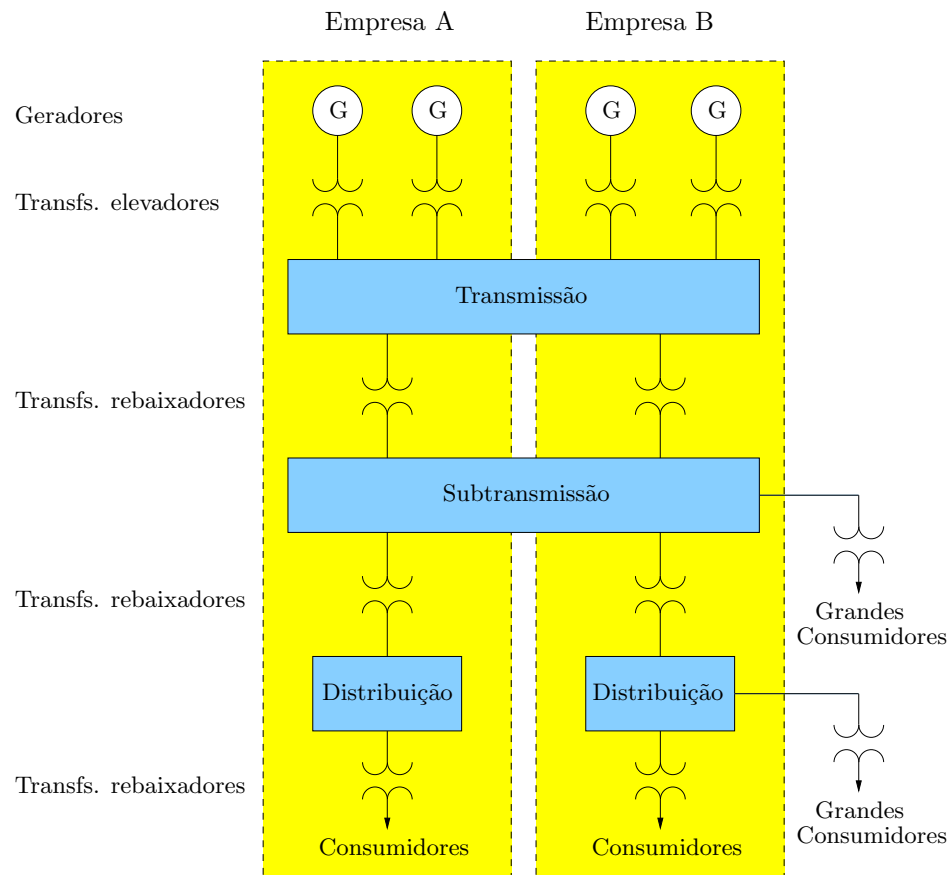 Empresa A
Empresa B
Geradores
G
G
G
G
Transfs. elevadores
Transmissão
Transfs. rebaixadores
Subtransmissão
Transfs. rebaixadores
Grandes
Consumidores
Distribuição
Distribuição
Transfs. rebaixadores
Grandes
Consumidores
Consumidores
Consumidores